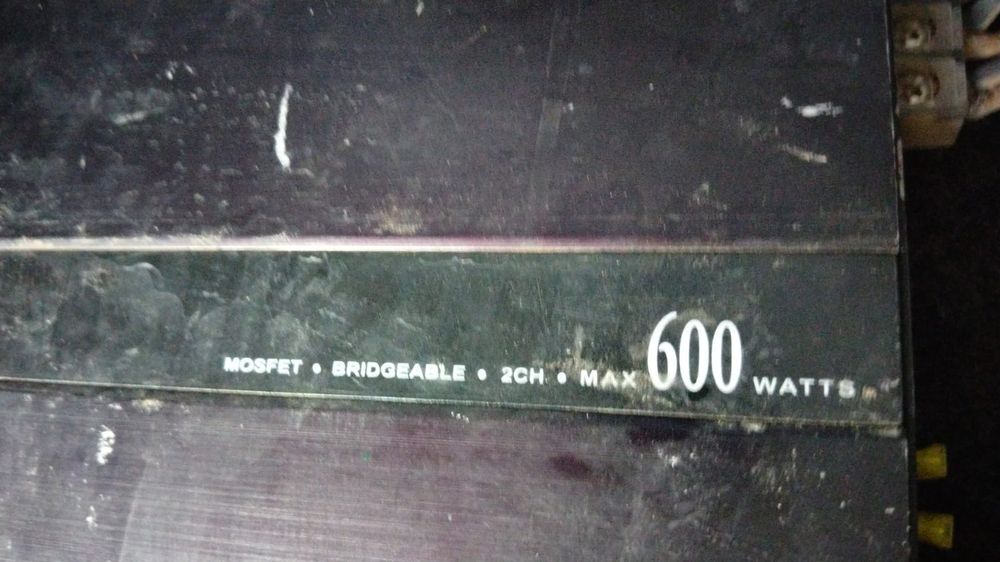 MOSFET • BRIDGEABLE • 2CH • MAX 600 WATTS